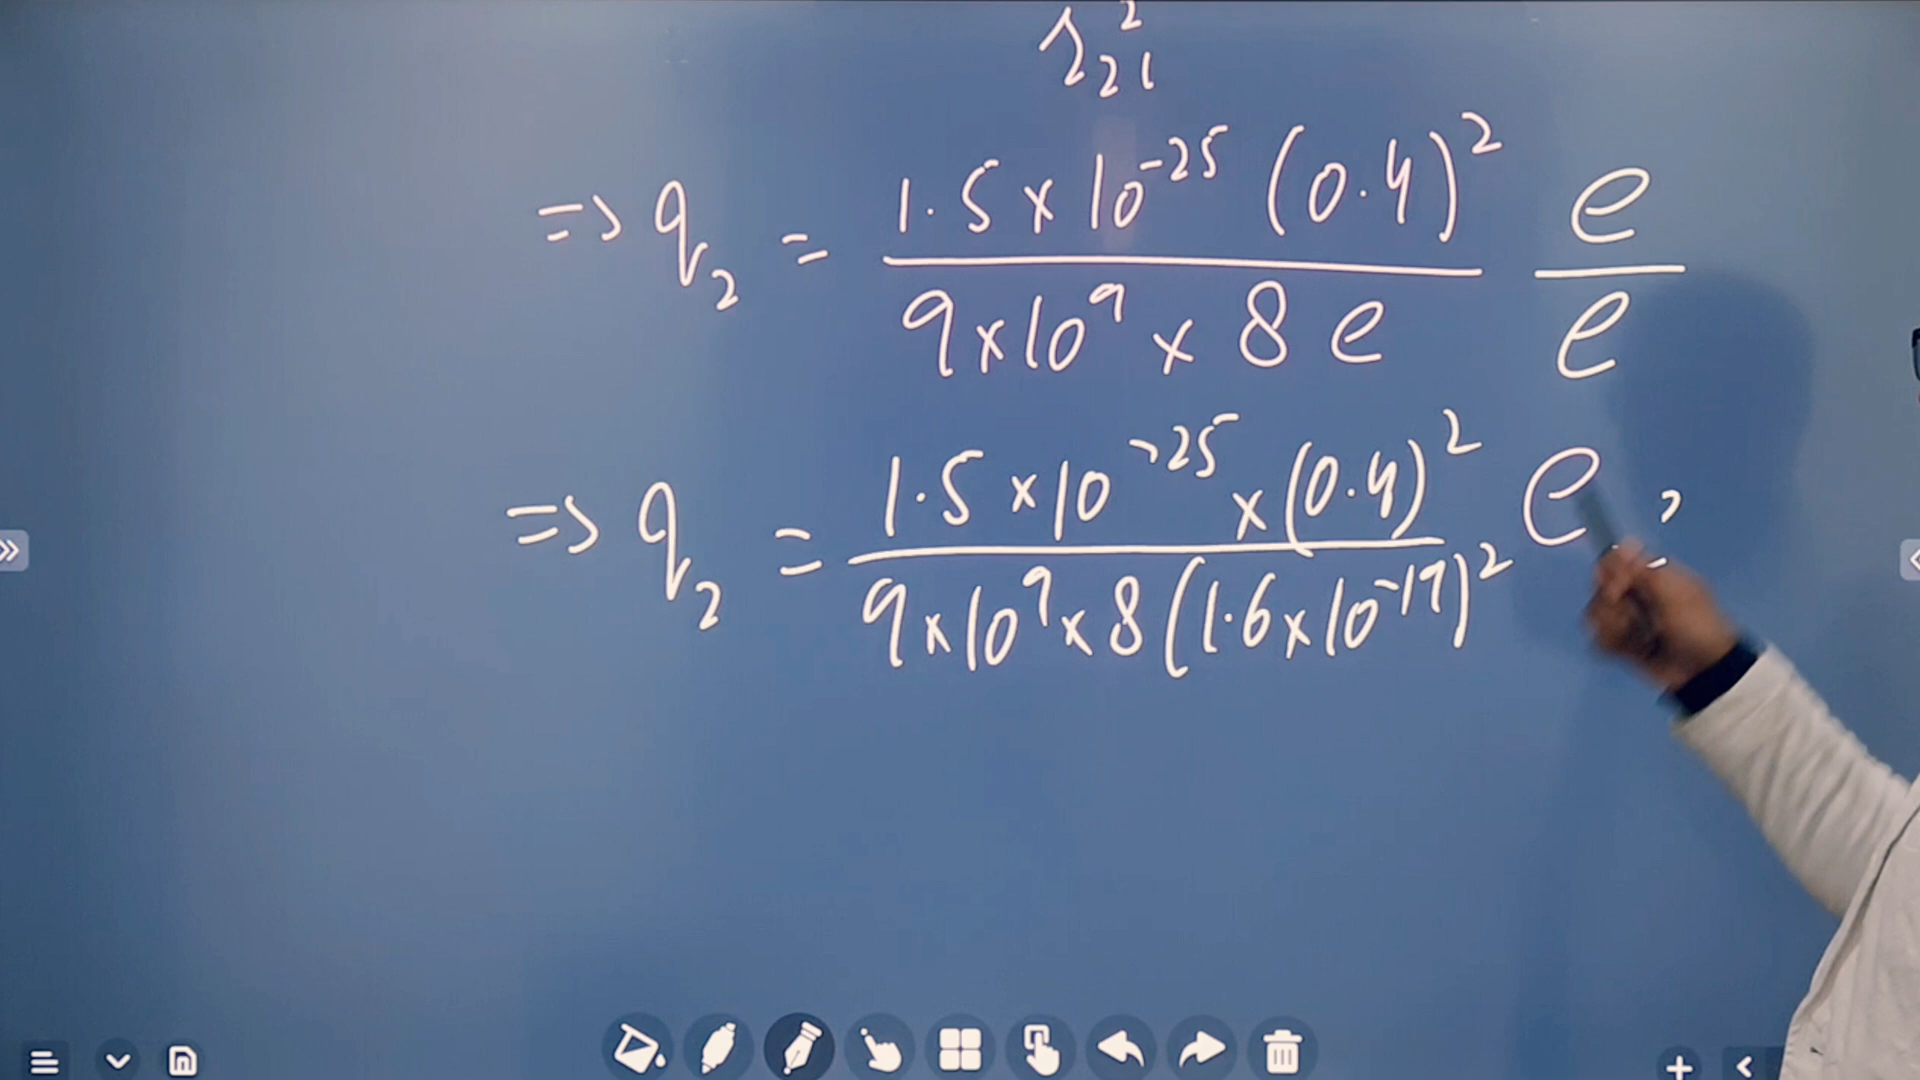 r₂₁²
=> q₂ = 1.5 × 10⁻²⁵ (0.4)² / 9×10⁹ × 8e e/e
=> q₂ = 1.5 × 10⁻²⁵ × (0.4)² / 9×10⁹ × 8 (1.6×10⁻¹⁹)² e,